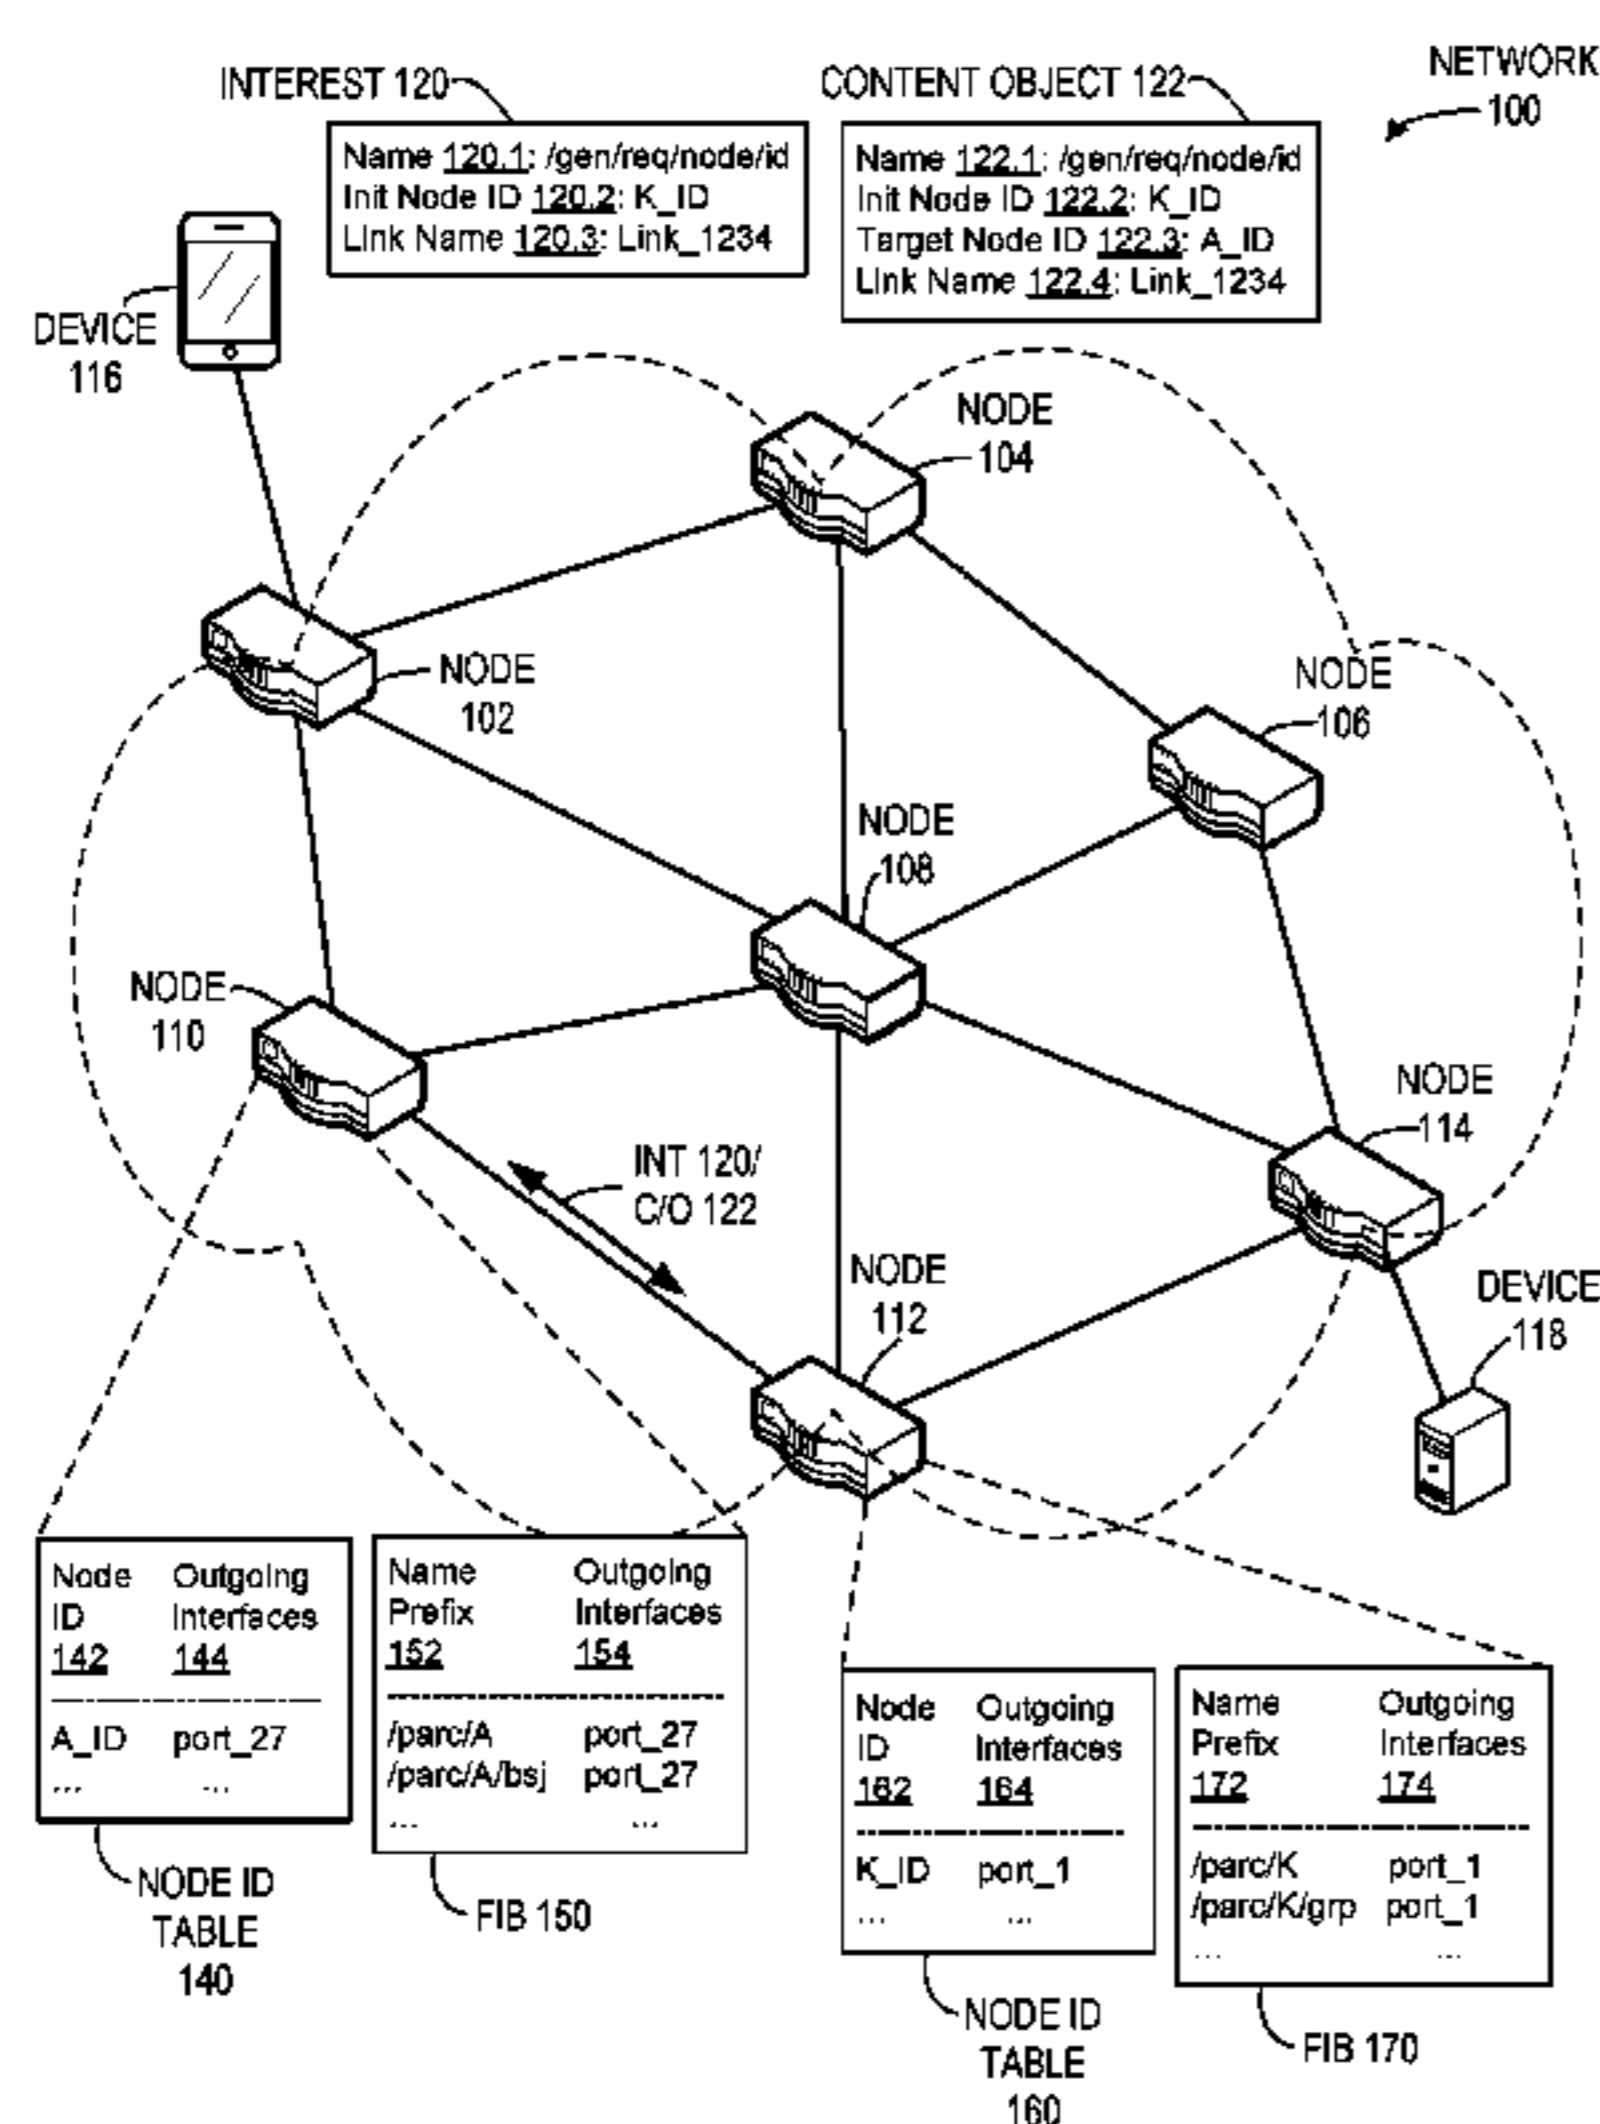 NETWORK
100
INTEREST 120
Name 120.1: /gen/req/node/id
Init Node ID 120.2: K_ID
Link Name 120.3: Link_1234
CONTENT OBJECT 122
Name 122.1: /gen/req/node/id
Init Node ID 122.2: K_ID
Target Node ID 122.3: A_ID
Link Name 122.4: Link_1234
DEVICE
116
NODE
104
NODE
102
NODE
106
NODE
108
NODE
110
NODE
114
INT 120/
C/O 122
NODE
112
DEVICE
118
Node Outgoing
ID Interfaces
142 144
A_ID port_27
... ...
NODE ID
TABLE
140
Name Outgoing
Prefix Interfaces
152 154
/parc/A port_27
/parc/A/bsj port_27
... ...
FIB 150
Node Outgoing
ID Interfaces
162 164
K_ID port_1
... ...
NODE ID
TABLE
160
Name Outgoing
Prefix Interfaces
172 174
/parc/K port_1
/parc/K/grp port_1
... ...
FIB 170